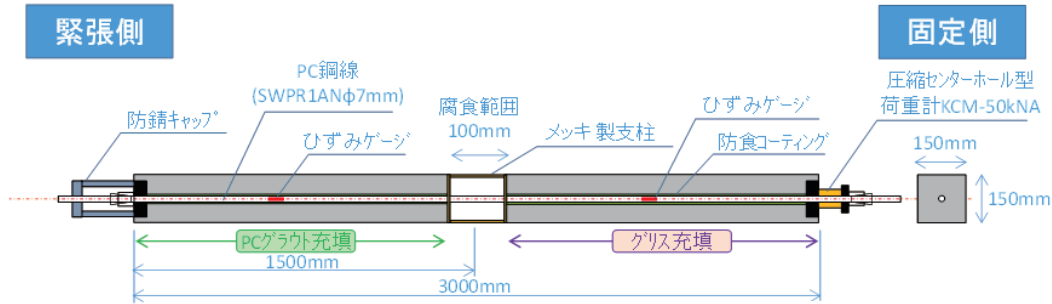 緊張側
固定側
PC鋼線
(SWPR1ANφ7mm)
防錆キャップ
ひずみゲージ
腐食範囲
100mm
メッキ製支柱
ひずみゲージ
防食コーティング
圧縮センターホール型
荷重計KCM-50kNA
150mm
150mm
PCグラウト充填
グリス充填
1500mm
3000mm